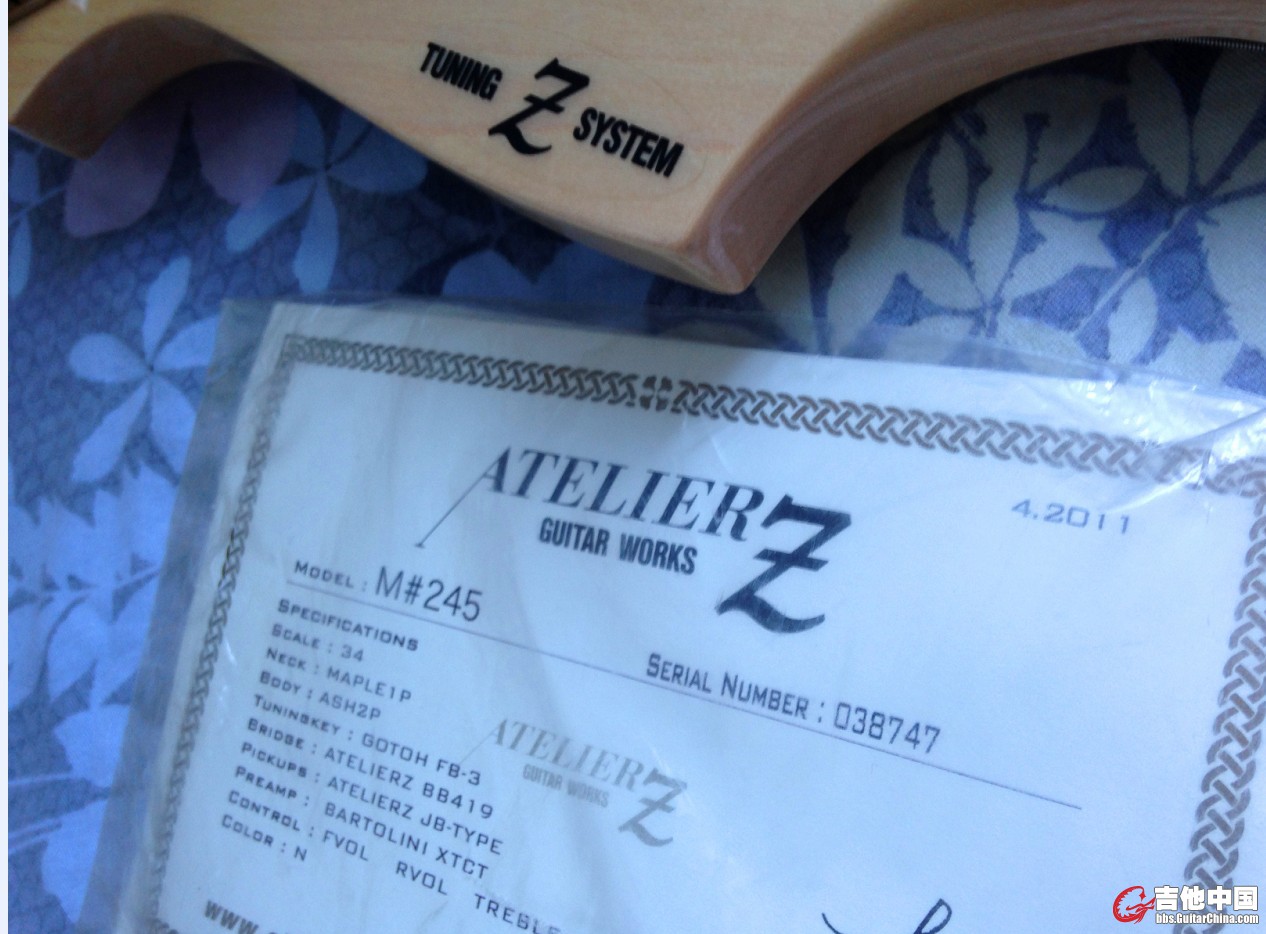 TUNING Z SYSTEM
ATELIER Z
GUITAR WORKS
4.2011
MODEL : M#245
SERIAL NUMBER : 038747
SPECIFICATIONS
SCALE : 34
NECK : MAPLE1P
BODY : ASH2P
TUNINGKEY : GOTOH FB-3
BRIDGE : ATELIERZ BB419
PICKUPS : ATELIERZ JB-TYPE
PREAMP : BARTOLINI XTCT
CONTROL : FVOL RVOL TREBLE
COLOR : N
ATELIER Z
GUITAR WORKS
www.
吉他中国
bbs.GuitarChina.com